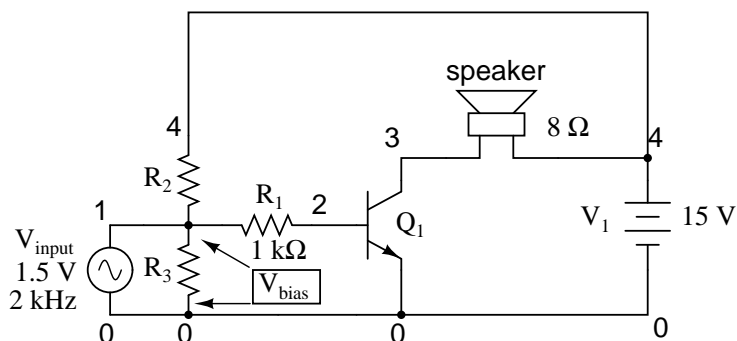 speaker
4
3
8 Ω
4
R2
R1
1
2
Q1
V1
15 V
Vinput
1.5 V
2 kHz
R3
1 kΩ
Vbias
0
0
0
0